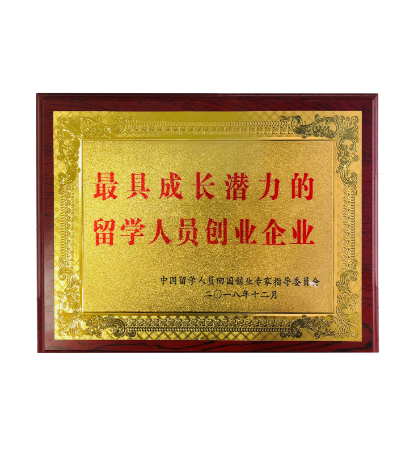 最具成长潜力的
留学人员创业企业
中国留学人员回国创业专家指导委员会
二〇一八年十二月